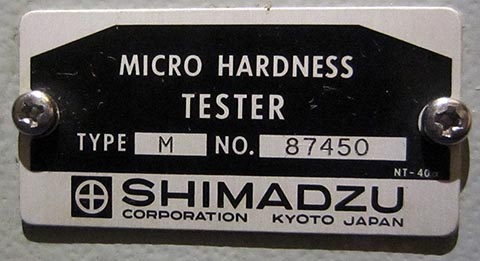 MICRO HARDNESS
TESTER
TYPE M NO. 87450
SHIMADZU
CORPORATION KYOTO JAPAN